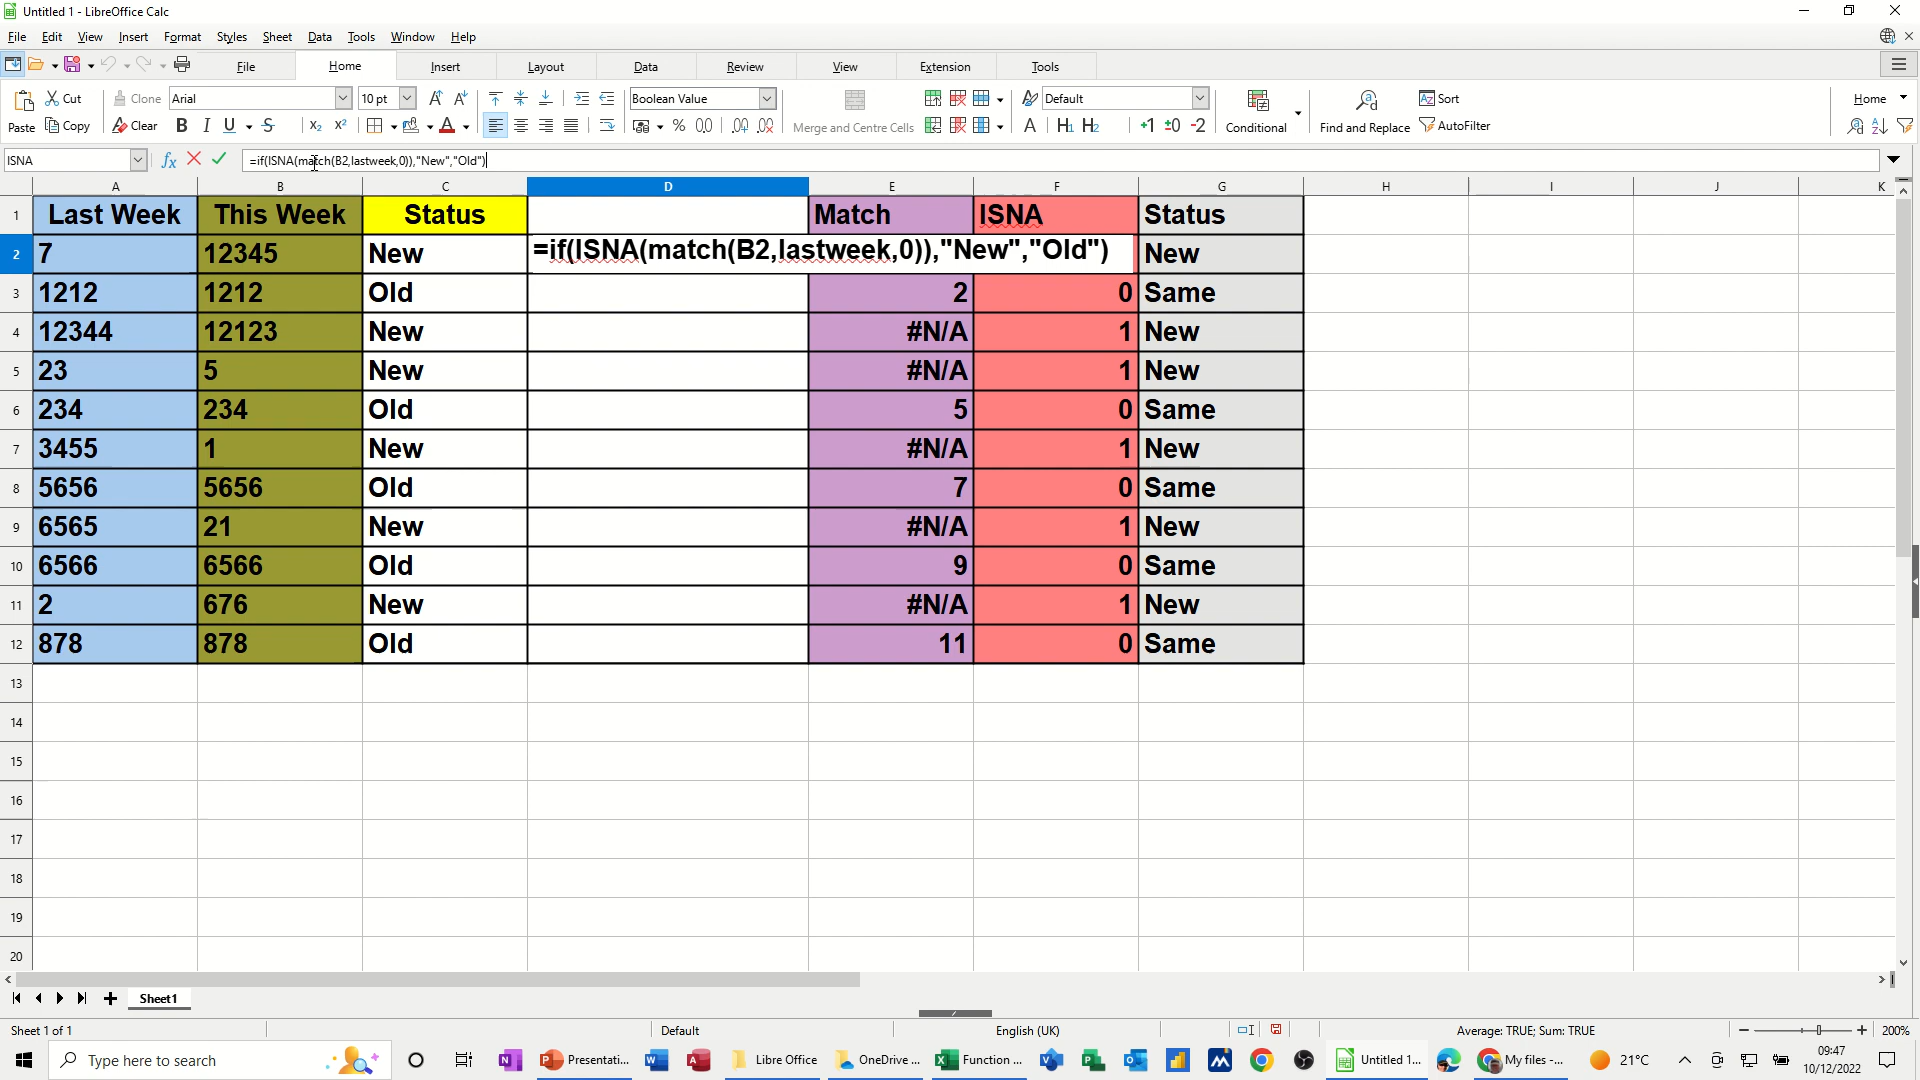 Untitled 1 - LibreOffice Calc
File Edit View Insert Format Styles Sheet Data Tools Window Help
File Home Insert Layout Data Review View Extension Tools
Paste Cut Copy Clone Clear Arial 10 pt Boolean Value Merge and Centre Cells Default Conditional Find and Replace Sort AutoFilter Home
ISNA =if(ISNA(match(B2,lastweek,0)),"New","Old")
A B C D E F G H I J K
1 Last Week This Week Status Match ISNA Status
2 7 12345 New =if(ISNA(match(B2,lastweek,0)),"New","Old") New
3 1212 1212 Old 2 0 Same
4 12344 12123 New #N/A 1 New
5 23 5 New #N/A 1 New
6 234 234 Old 5 0 Same
7 3455 1 New #N/A 1 New
8 5656 5656 Old 7 0 Same
9 6565 21 New #N/A 1 New
10 6566 6566 Old 9 0 Same
11 2 676 New #N/A 1 New
12 878 878 Old 11 0 Same
13
14
15
16
17
18
19
20
Sheet1
Sheet 1 of 1 Default English (UK) Average: TRUE; Sum: TRUE 200%
Type here to search Presentati... Libre Office OneDrive ... Function ... Untitled 1... My files -... 21°C 09:47
10/12/2022